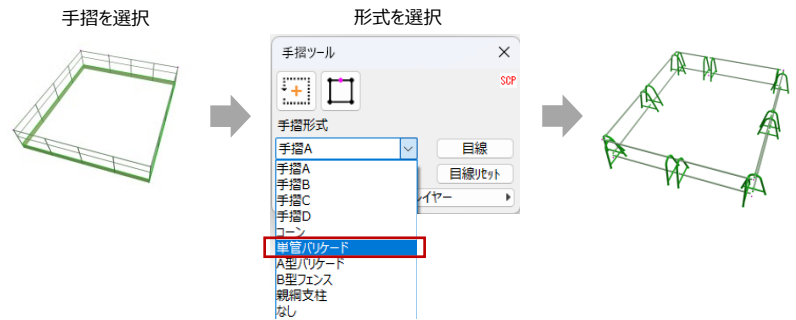 手摺を選択
形式を選択
手摺ツール
SCP
手摺形式
手摺A
目線
手摺A
目線リセット
手摺B
手摺C
イヤー
手摺D
コーン
単管バリケード
A型バリケード
B型フェンス
親綱支柱
なし